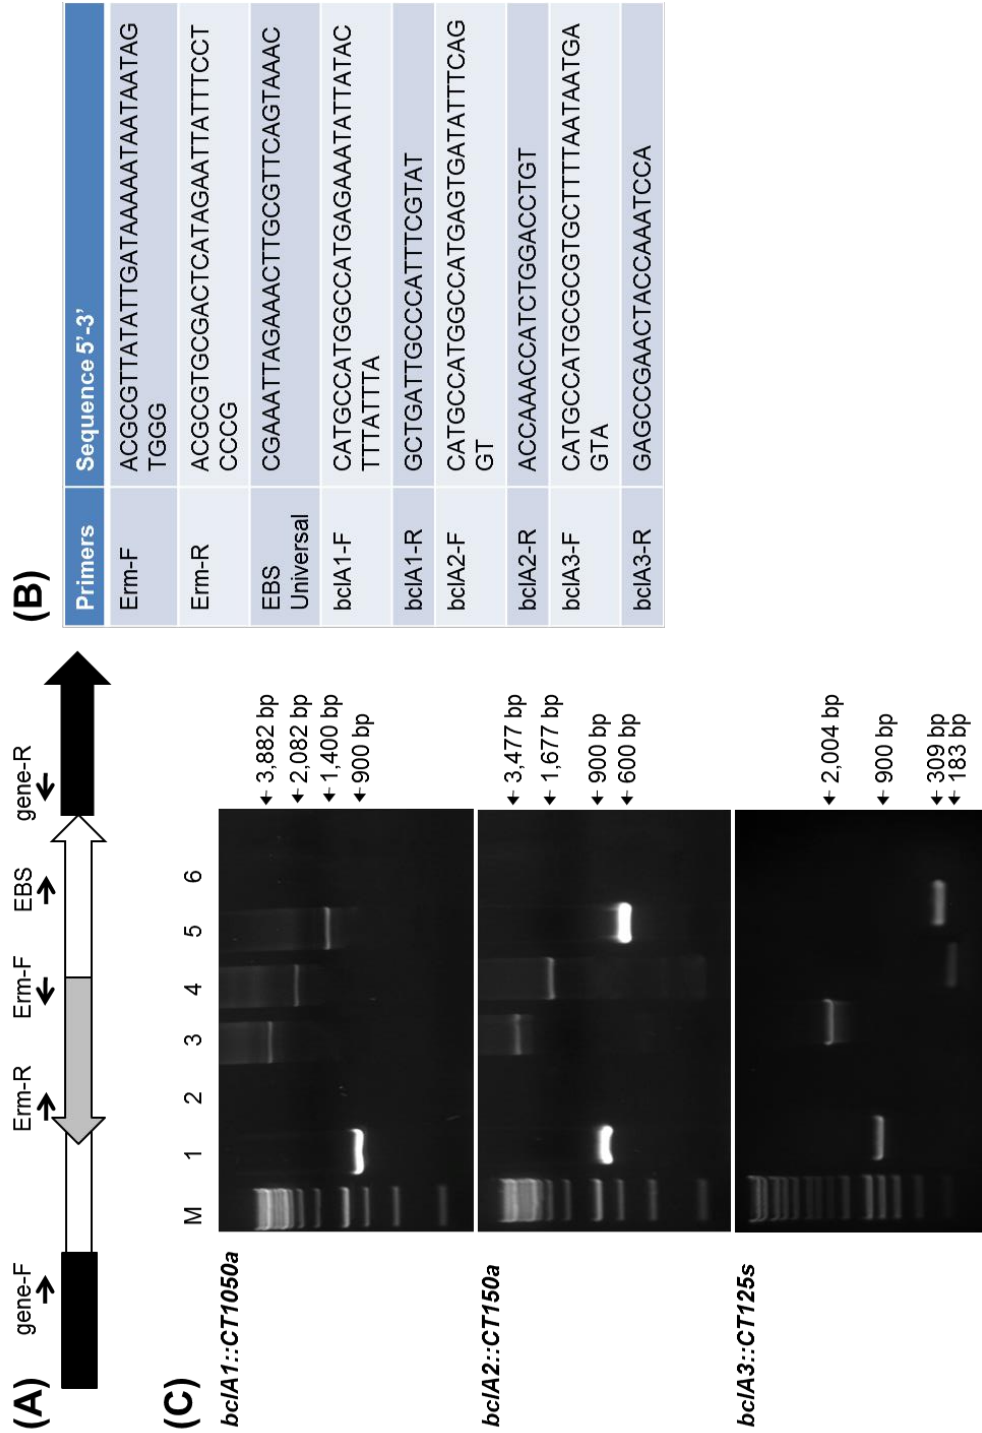 (A)
gene-F
Erm-R
Erm-F
EBS
gene-R
(B)
Primers Sequence 5’-3’
Erm-F ACGCGTTATATTGATAAAAATAATAATAG
TGGG
Erm-R ACGCGTGCGACTCATAGAATTATTTCCT
CCCG
EBS
Universal
CGAAATTAGAAACTTGCGTTCAGTAAAC
bclA1-F CATGCCATGGCCATGAGAAATATTATAC
TTTATTTA
bclA1-R GCTGATTGCCCATTTCGTAT
bclA2-F CATGCCATGGCCATGAGTGATATTTCAG
GT
bclA2-R ACCAAACCATCTGGACCTGT
bclA3-F CATGCCATGCGCGTGCTTTTAATAATGA
GTA
bclA3-R GAGCCGAACTACCAAATCCA
(C)
M 1 2 3 4 5 6
bclA1::CT1050a
3,882 bp
2,082 bp
1,400 bp
900 bp
bclA2::CT150a
3,477 bp
1,677 bp
900 bp
600 bp
bclA3::CT125s
2,004 bp
900 bp
309 bp
183 bp